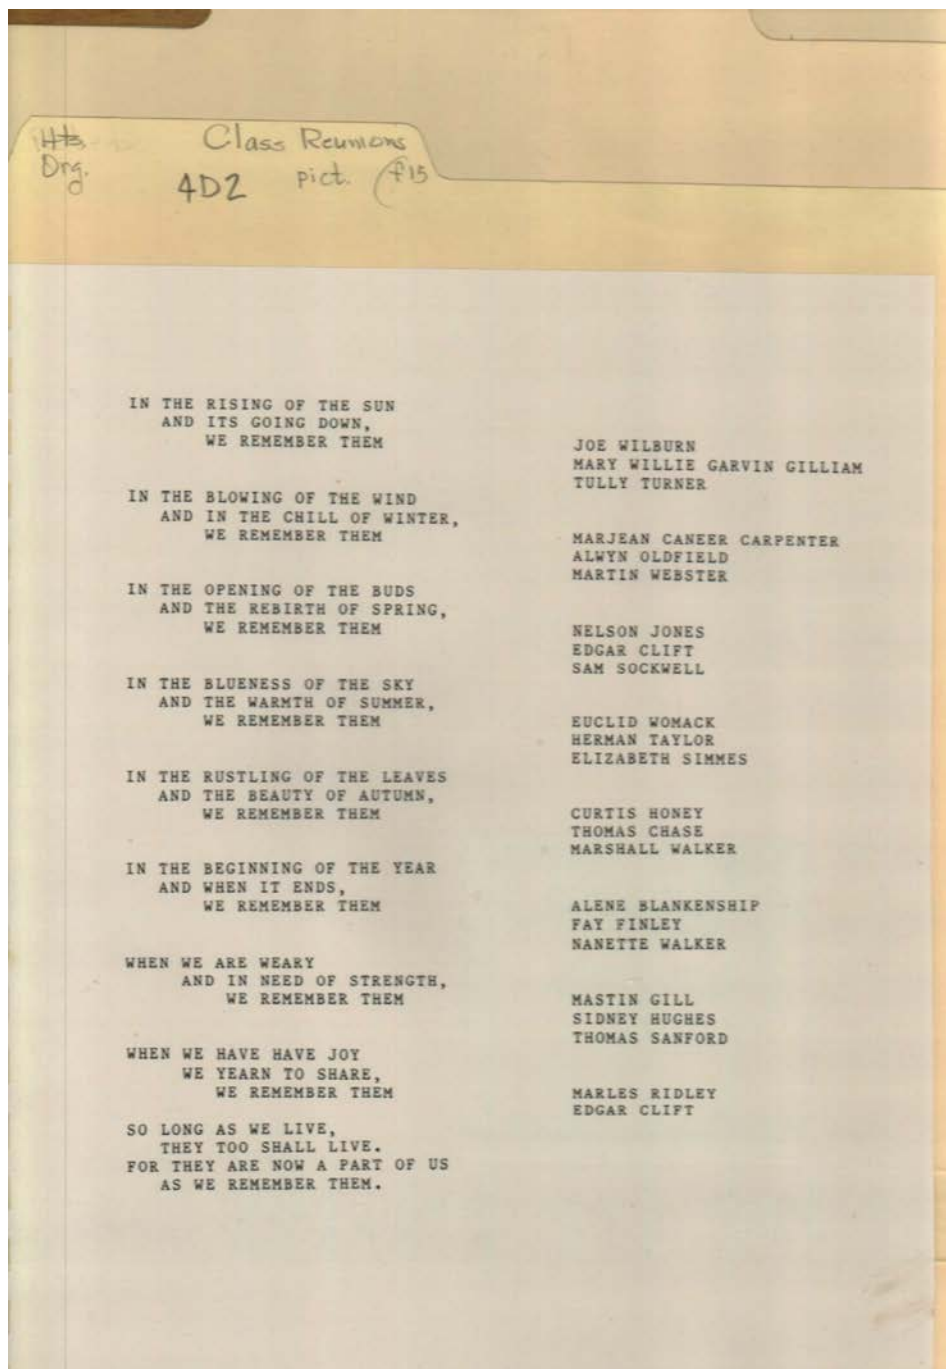 Hts. Class Reunions
Org. 4D2 pict. f15
IN THE RISING OF THE SUN
AND ITS GOING DOWN,
WE REMEMBER THEM
IN THE BLOWING OF THE WIND
AND IN THE CHILL OF WINTER,
WE REMEMBER THEM
IN THE OPENING OF THE BUDS
AND THE REBIRTH OF SPRING,
WE REMEMBER THEM
IN THE BLUENESS OF THE SKY
AND THE WARMTH OF SUMMER,
WE REMEMBER THEM
IN THE RUSTLING OF THE LEAVES
AND THE BEAUTY OF AUTUMN,
WE REMEMBER THEM
IN THE BEGINNING OF THE YEAR
AND WHEN IT ENDS,
WE REMEMBER THEM
WHEN WE ARE WEARY
AND IN NEED OF STRENGTH,
WE REMEMBER THEM
WHEN WE HAVE HAVE JOY
WE YEARN TO SHARE,
WE REMEMBER THEM
SO LONG AS WE LIVE,
THEY TOO SHALL LIVE.
FOR THEY ARE NOW A PART OF US
AS WE REMEMBER THEM.
JOE WILBURN
MARY WILLIE GARVIN GILLIAM
TULLY TURNER
MARJEAN CANEER CARPENTER
ALWYN OLDFIELD
MARTIN WEBSTER
NELSON JONES
EDGAR CLIFT
SAM SOCKWELL
EUCLID WOMACK
HERMAN TAYLOR
ELIZABETH SIMMES
CURTIS HONEY
THOMAS CHASE
MARSHALL WALKER
ALENE BLANKENSHIP
FAY FINLEY
NANETTE WALKER
MASTIN GILL
SIDNEY HUGHES
THOMAS SANFORD
MARLES RIDLEY
EDGAR CLIFT